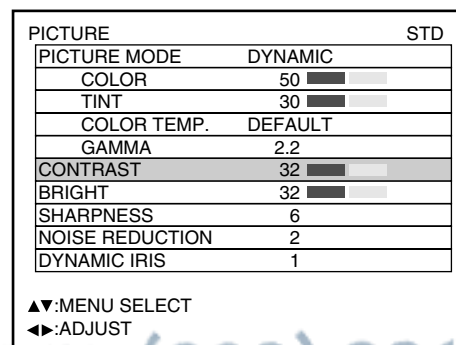 PICTURE STD
PICTURE MODE DYNAMIC
COLOR 50
TINT 30
COLOR TEMP. DEFAULT
GAMMA 2.2
CONTRAST 32
BRIGHT 32
SHARPNESS 6
NOISE REDUCTION 2
DYNAMIC IRIS 1
▲▼:MENU SELECT
◀▶:ADJUST